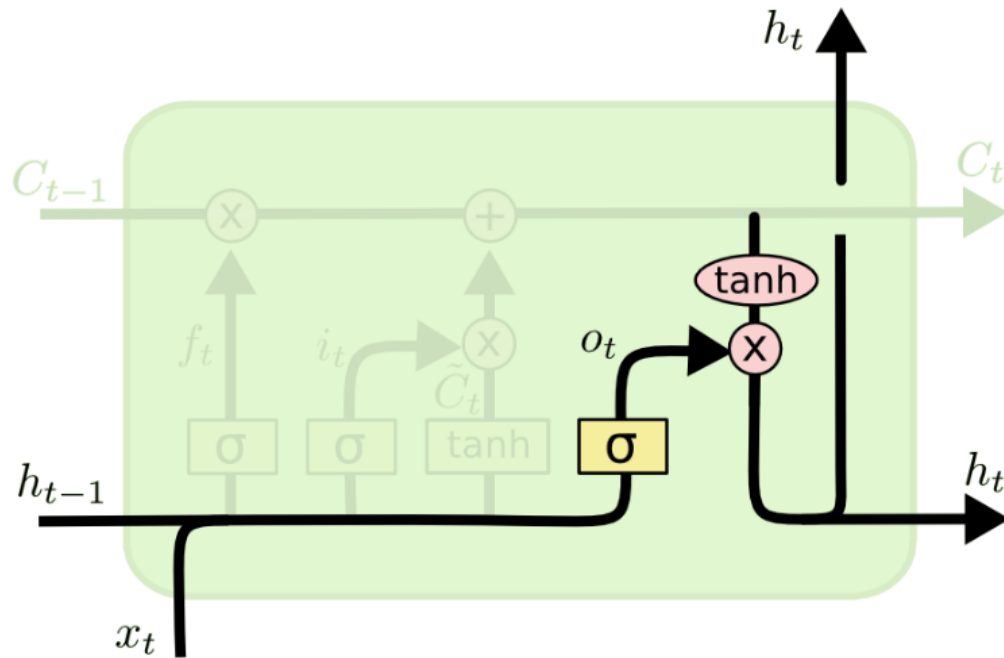 h_t
C_{t-1}
C_t
x
+
tanh
f_t
i_t
x
o_t
x
C̃_t
σ
σ
tanh
σ
h_{t-1}
h_t
x_t